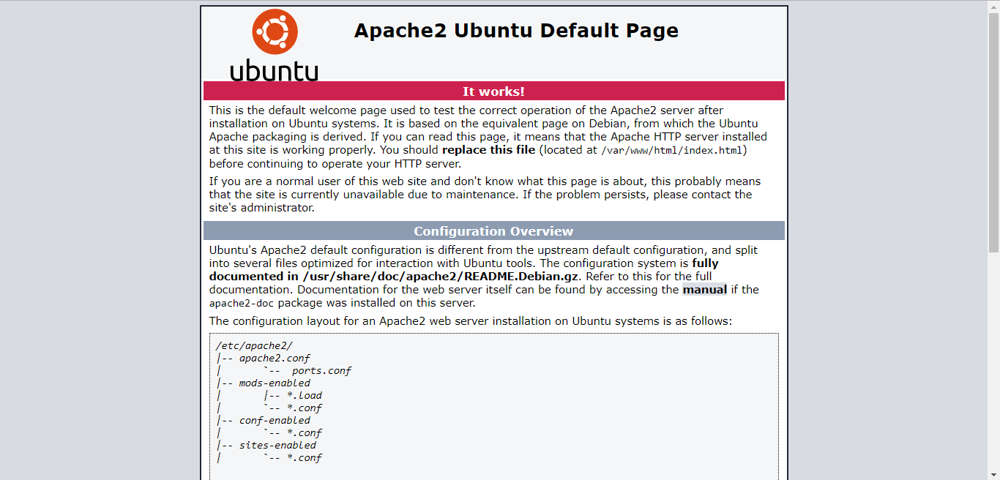 ubuntu
Apache2 Ubuntu Default Page
It works!
This is the default welcome page used to test the correct operation of the Apache2 server after
installation on Ubuntu systems. It is based on the equivalent page on Debian, from which the Ubuntu
Apache packaging is derived. If you can read this page, it means that the Apache HTTP server installed
at this site is working properly. You should replace this file (located at /var/www/html/index.html)
before continuing to operate your HTTP server.
If you are a normal user of this web site and don't know what this page is about, this probably means
that the site is currently unavailable due to maintenance. If the problem persists, please contact the
site's administrator.
Configuration Overview
Ubuntu's Apache2 default configuration is different from the upstream default configuration, and split
into several files optimized for interaction with Ubuntu tools. The configuration system is fully
documented in /usr/share/doc/apache2/README.Debian.gz. Refer to this for the full
documentation. Documentation for the web server itself can be found by accessing the manual if the
apache2-doc package was installed on this server.
The configuration layout for an Apache2 web server installation on Ubuntu systems is as follows:
/etc/apache2/
|-- apache2.conf
|       `--  ports.conf
|-- mods-enabled
|       |-- *.load
|       `-- *.conf
|-- conf-enabled
|       `-- *.conf
|-- sites-enabled
|       `-- *.conf